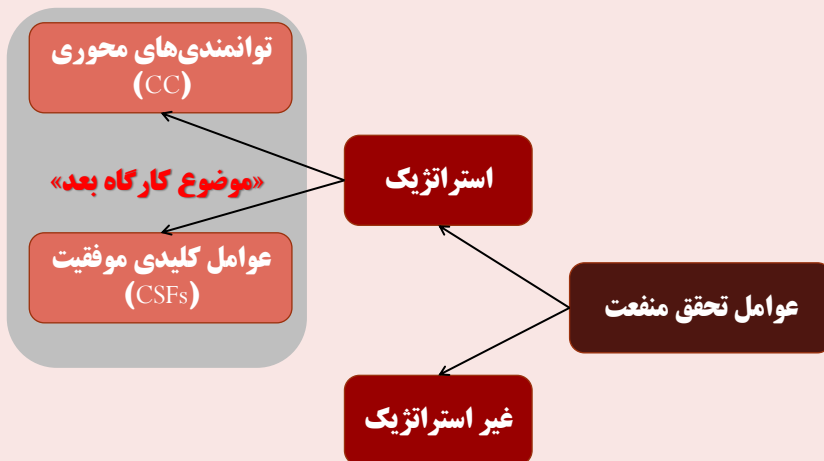 عوامل تحقق منفعت
استراتژیک
غیر استراتژیک
توانمندی‌های محوری
(CC)
«موضوع کارگاه بعد»
عوامل کلیدی موفقیت
(CSFs)